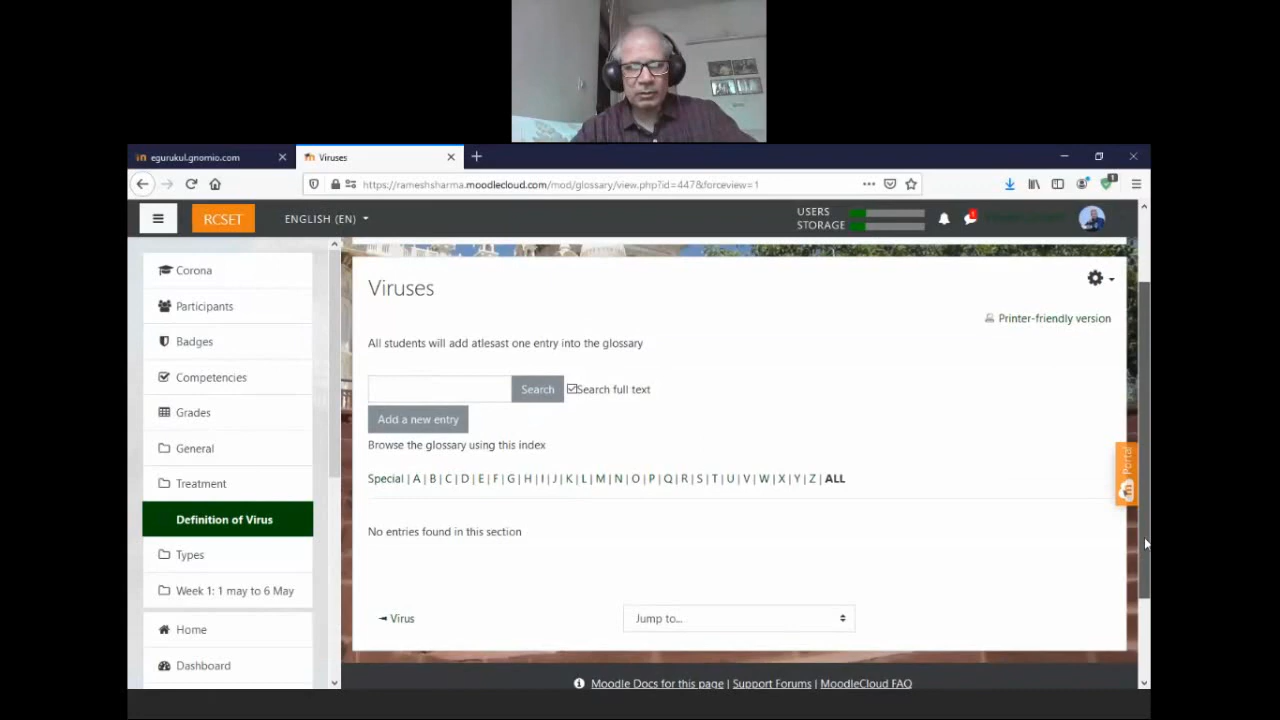 egurukul.gnomio.com
Viruses
https://rameshsharma.moodlecloud.com/mod/glossary/view.php?id=447&forceview=1
1
RCSET
ENGLISH (EN)
USERS
STORAGE
Corona
Participants
Badges
Competencies
Grades
General
Treatment
Definition of Virus
Types
Week 1: 1 may to 6 May
Home
Dashboard
Viruses
Printer-friendly version
All students will add atlesast one entry into the glossary
Search
Search full text
Add a new entry
Browse the glossary using this index
Special | A | B | C | D | E | F | G | H | I | J | K | L | M | N | O | P | Q | R | S | T | U | V | W | X | Y | Z | ALL
No entries found in this section
◄ Virus
Jump to...
Portal
Moodle Docs for this page | Support Forums | MoodleCloud FAQ